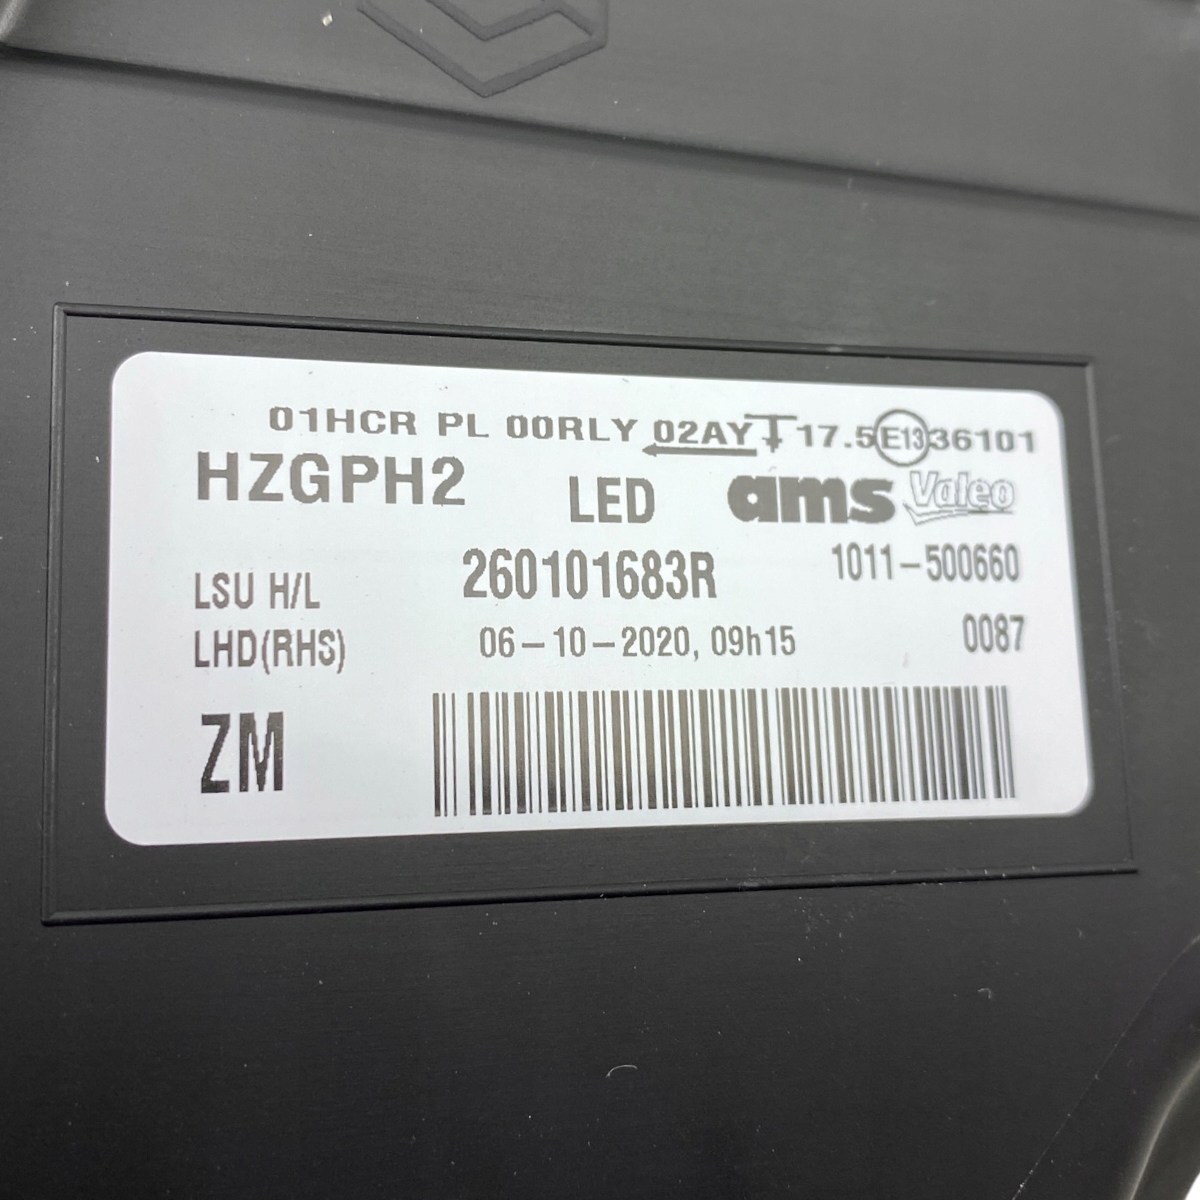 01HCR PL 00RLY 02AY 17.5 E13 36101
HZGPH2 LED ams Valeo
260101683R 1011-500660
LSU H/L
LHD(RHS) 06-10-2020, 09h15 0087
ZM